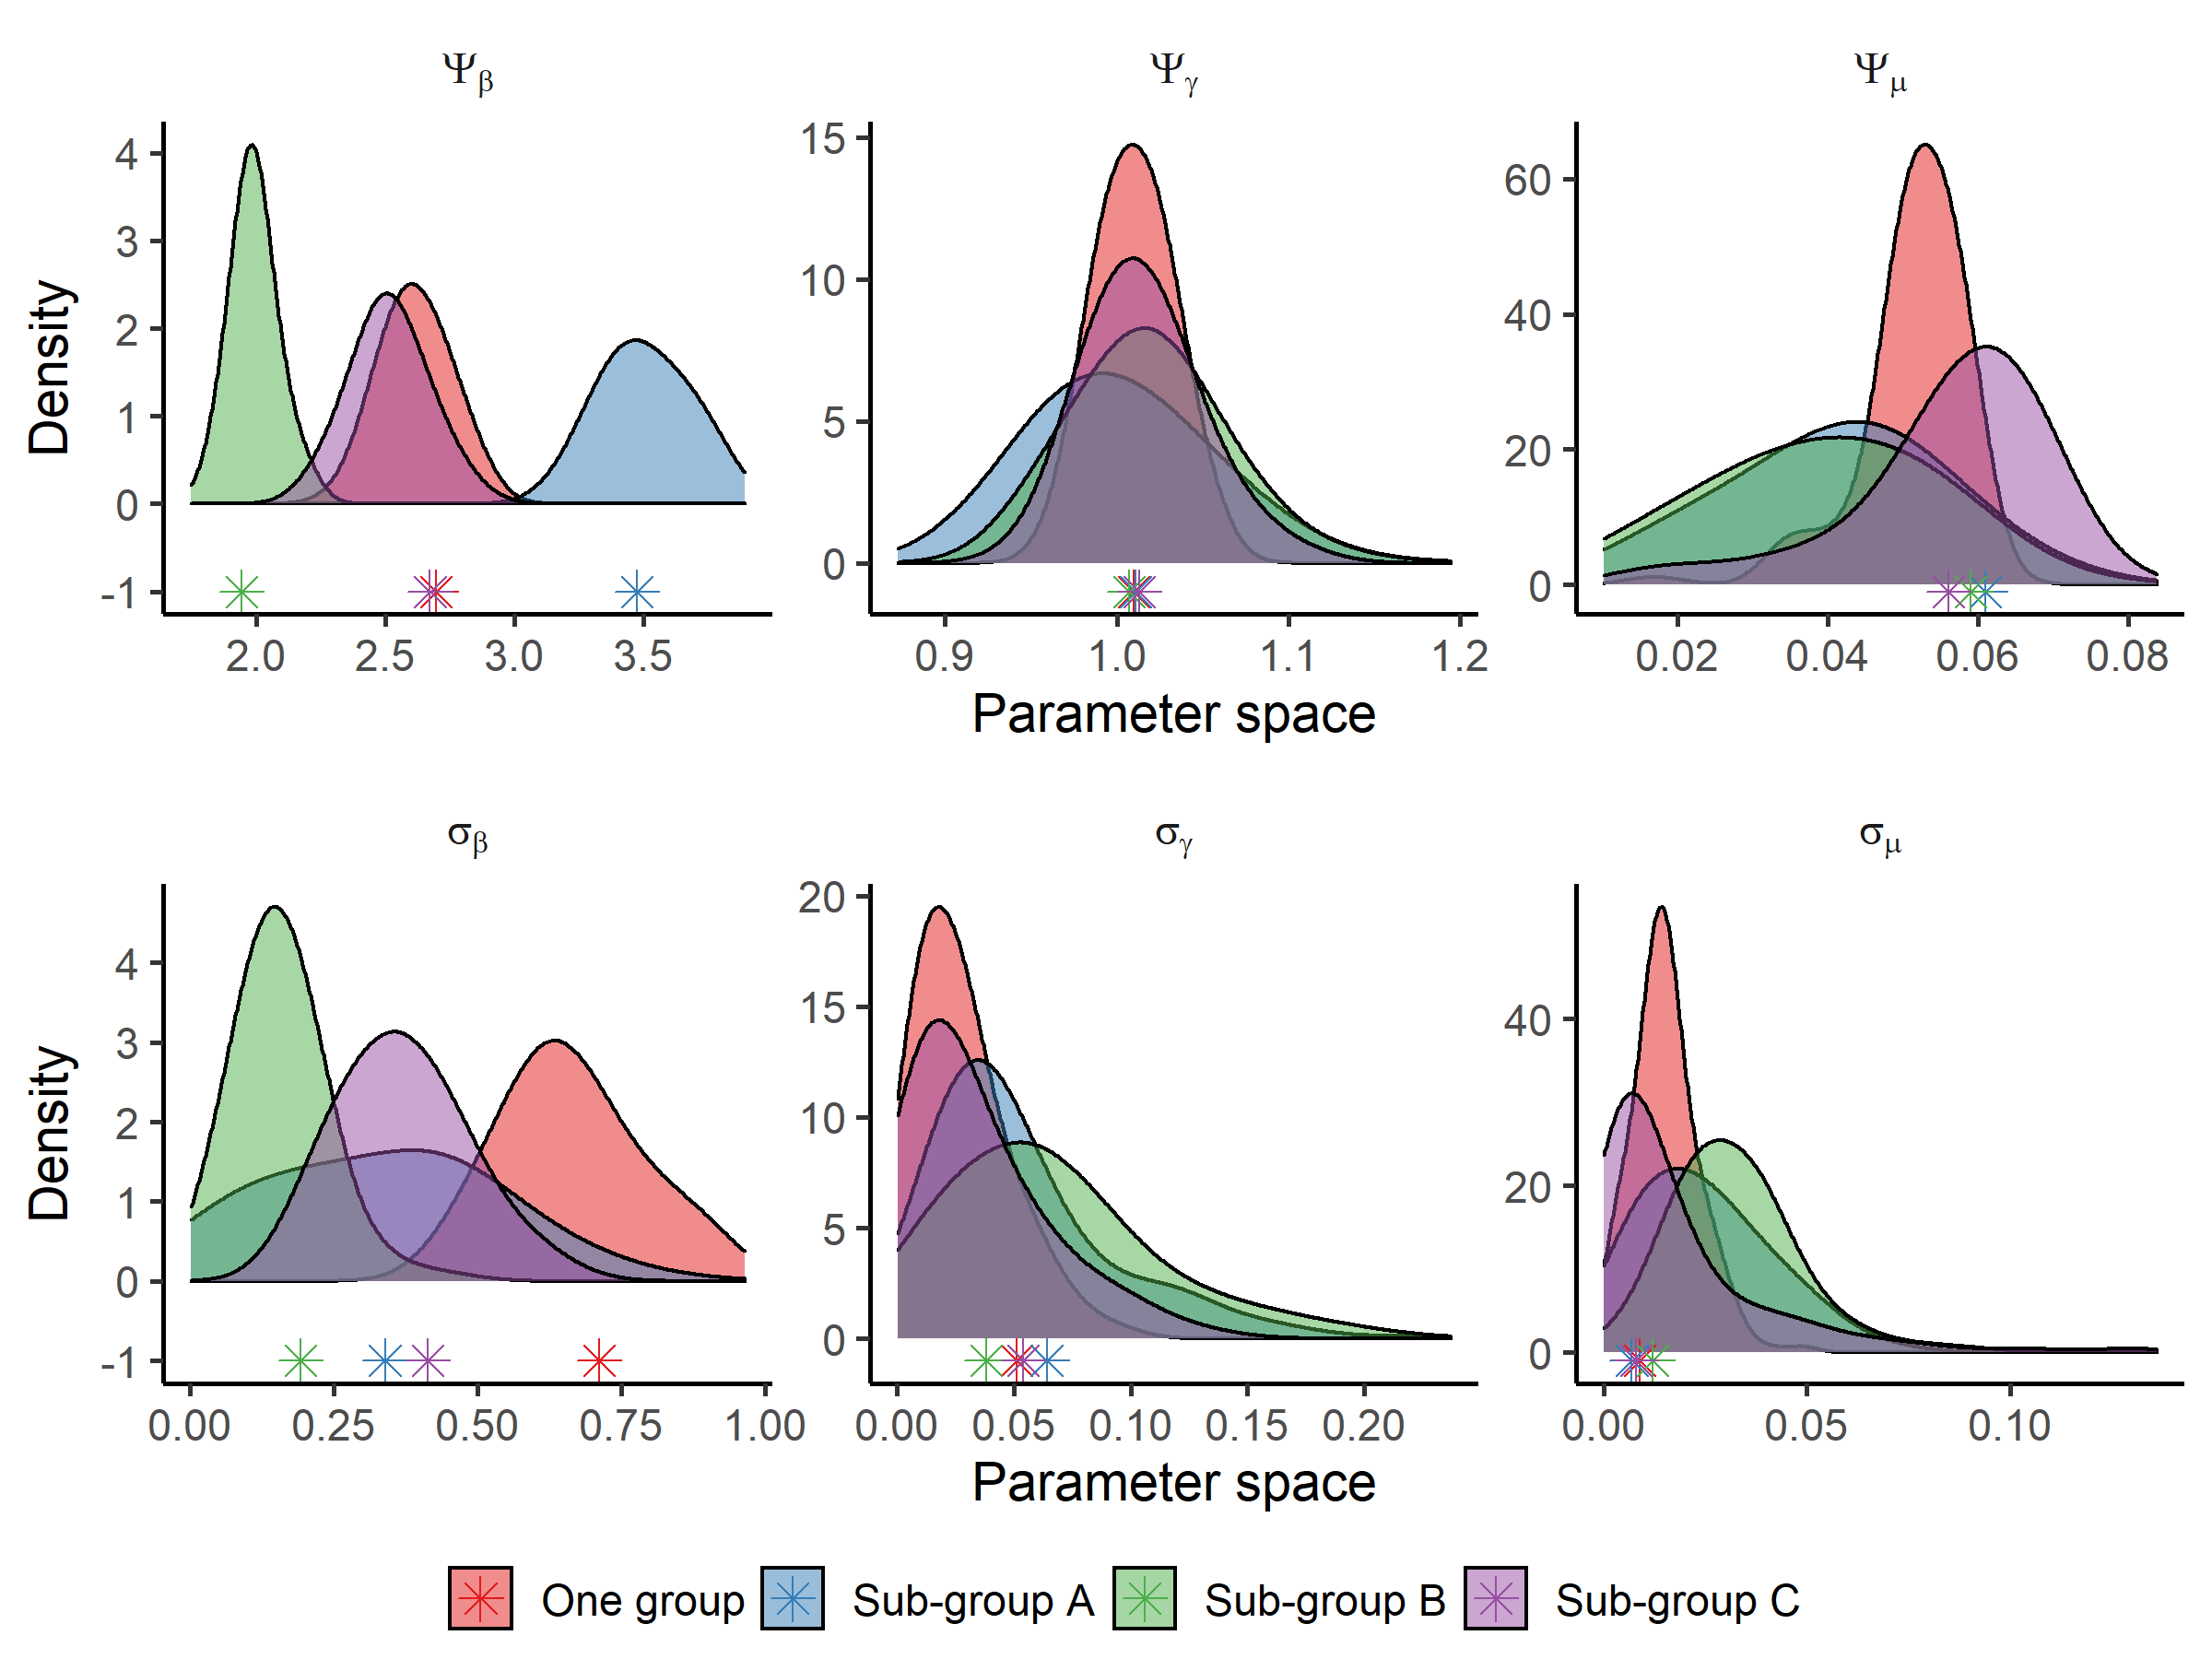 Ψβ Ψγ Ψμ
Density
4
3
2
1
0
-1
2.0 2.5 3.0 3.5
15
10
5
0
0.9 1.0 1.1 1.2
60
40
20
0
0.02 0.04 0.06 0.08
Parameter space
σβ σγ σμ
Density
4
3
2
1
0
-1
0.00 0.25 0.50 0.75 1.00
20
15
10
5
0
0.00 0.05 0.10 0.15 0.20
40
20
0
0.00 0.05 0.10
Parameter space
One group Sub-group A Sub-group B Sub-group C